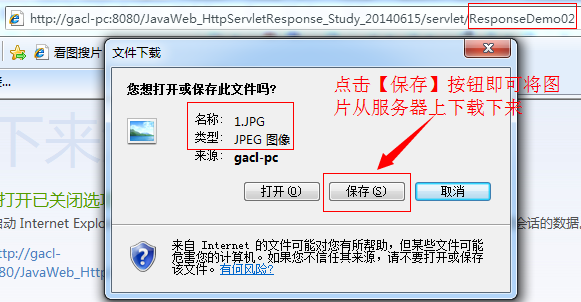 http://gacl-pc:8080/JavaWeb_HttpServletResponse_Study_20140615/servlet/ResponseDemo02
看图搜片
文件下载
您想打开或保存此文件吗?
名称: 1.JPG
类型: JPEG 图像
来源: gacl-pc
打开(O) 保存(S) 取消
点击【保存】按钮即可将图
片从服务器上下载下来
来自 Internet 的文件可能对您有所帮助，但某些文件可能
危害您的计算机。如果您不信任其来源，请不要打开或保存
该文件。有何风险?
打开已关闭选项
启动 Internet Explo
会话的数据。
http://gacl-
80/JavaWeb_Http